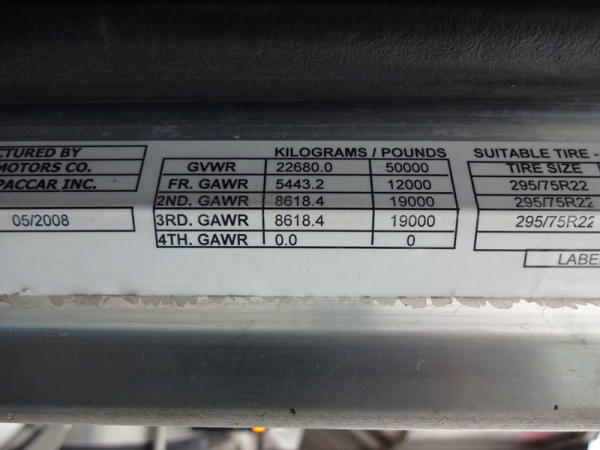 CTURED BY
MOTORS CO.
PACCAR INC.
05/2008
KILOGRAMS / POUNDS
GVWR 22680.0 50000
FR. GAWR 5443.2 12000
2ND. GAWR 8618.4 19000
3RD. GAWR 8618.4 19000
4TH. GAWR 0.0 0
SUITABLE TIRE -
TIRE SIZE
295/75R22
295/75R22
295/75R22
LABE